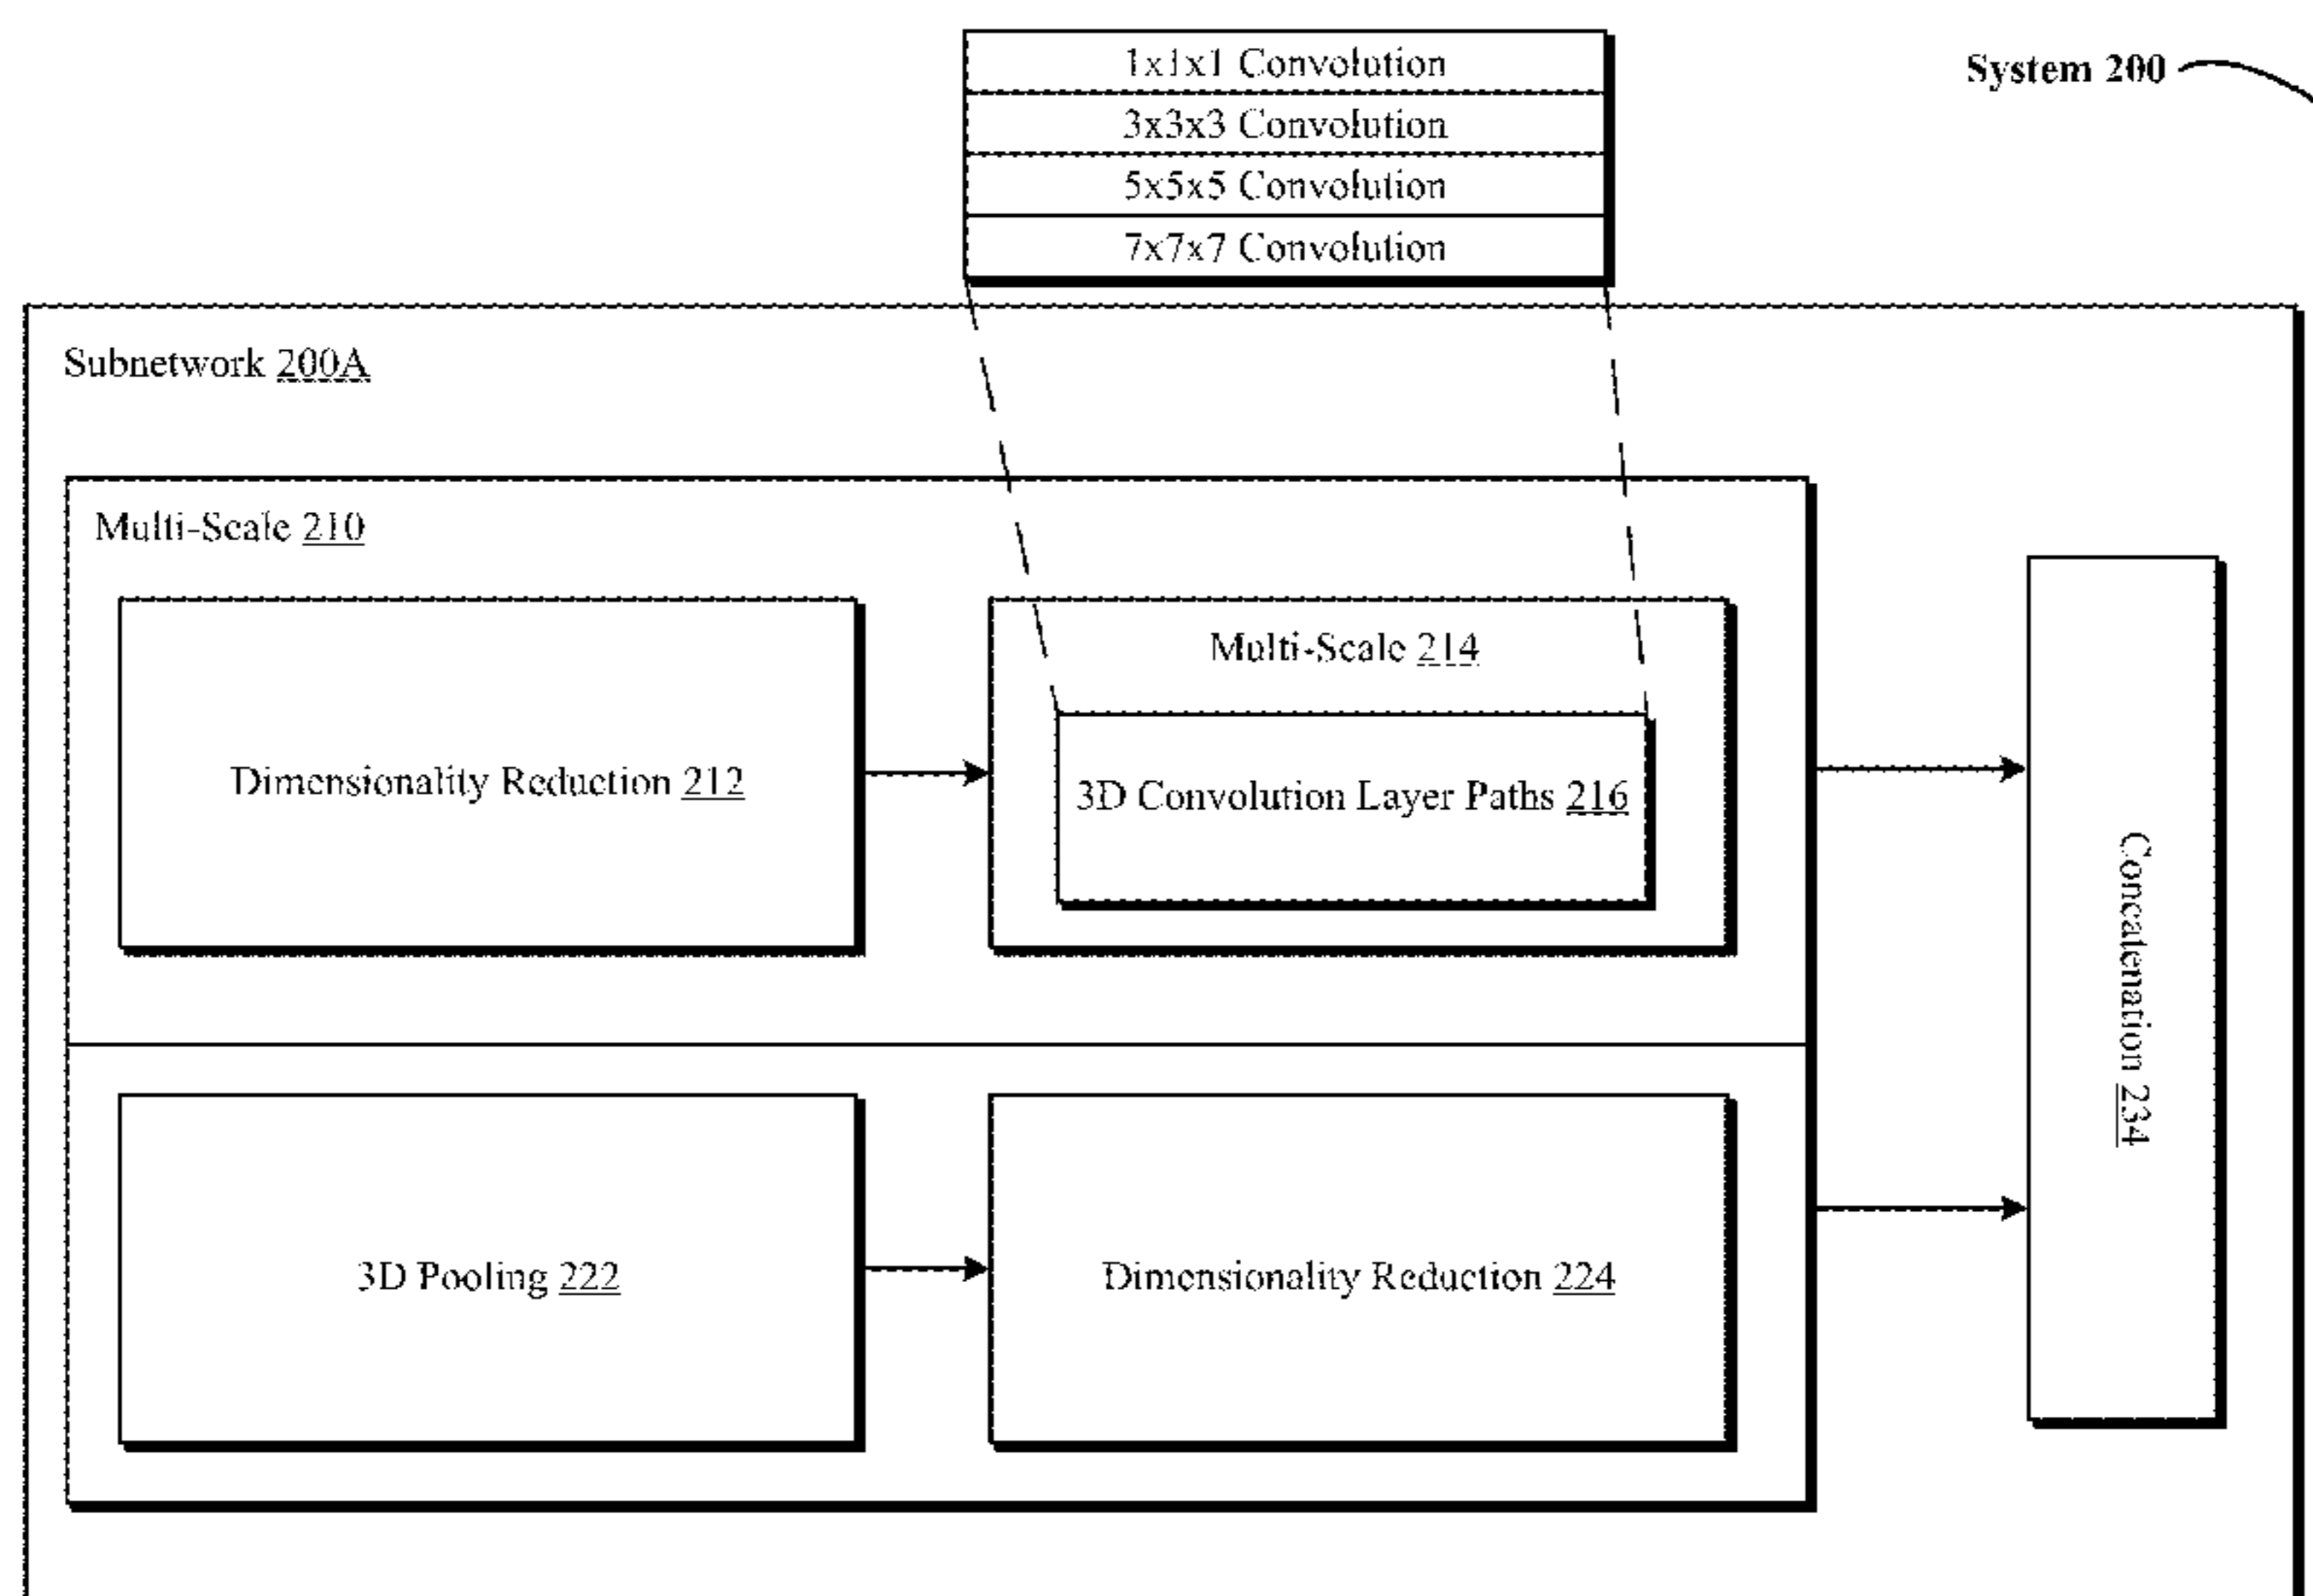 1x1x1 Convolution
System 200
3x3x3 Convolution
5x5x5 Convolution
7x7x7 Convolution
Subnetwork 200A
Multi-Scale 210
Multi-Scale 214
Dimensionality Reduction 212
3D Convolution Layer Paths 216
Concatenation 234
3D Pooling 222
Dimensionality Reduction 224